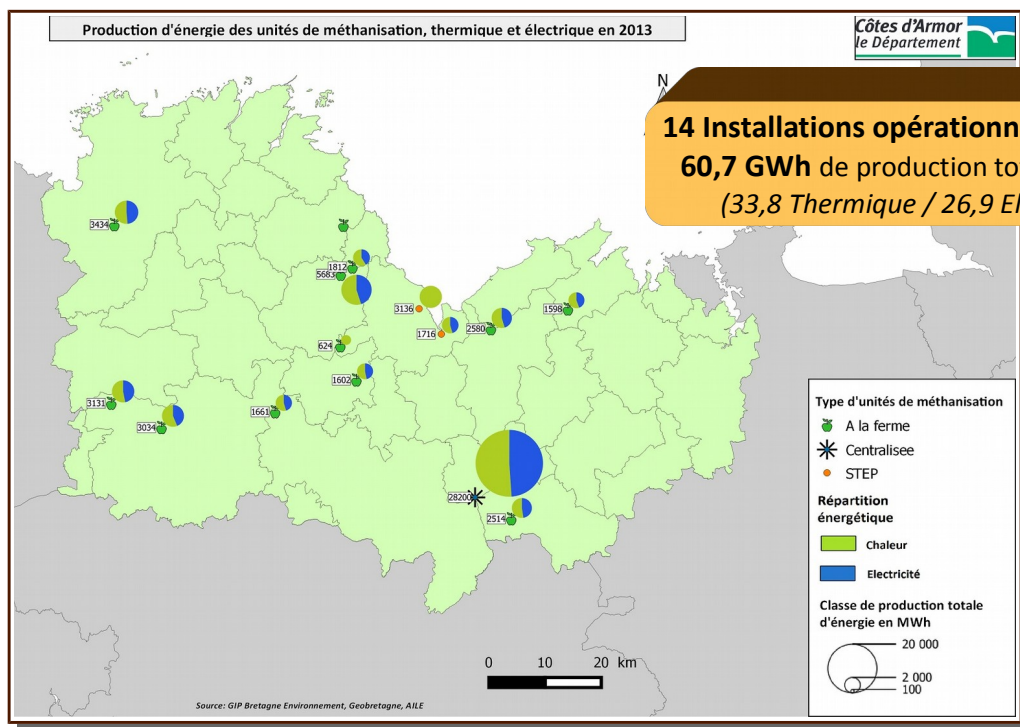 Production d'énergie des unités de méthanisation, thermique et électrique en 2013
Côtes d'Armor
le Département
N
14 Installations opérationn
60,7 GWh de production to
(33,8 Thermique / 26,9 El
3434
1812
5683
3136
1716
2580
1598
624
1602
3131
3034
1661
28200
2514
Type d'unités de méthanisation
A la ferme
Centralisee
STEP
Répartition
énergétique
Chaleur
Electricité
Classe de production totale
d'énergie en MWh
20 000
2 000
100
0 10 20 km
Source: GIP Bretagne Environnement, Geobretagne, AILE